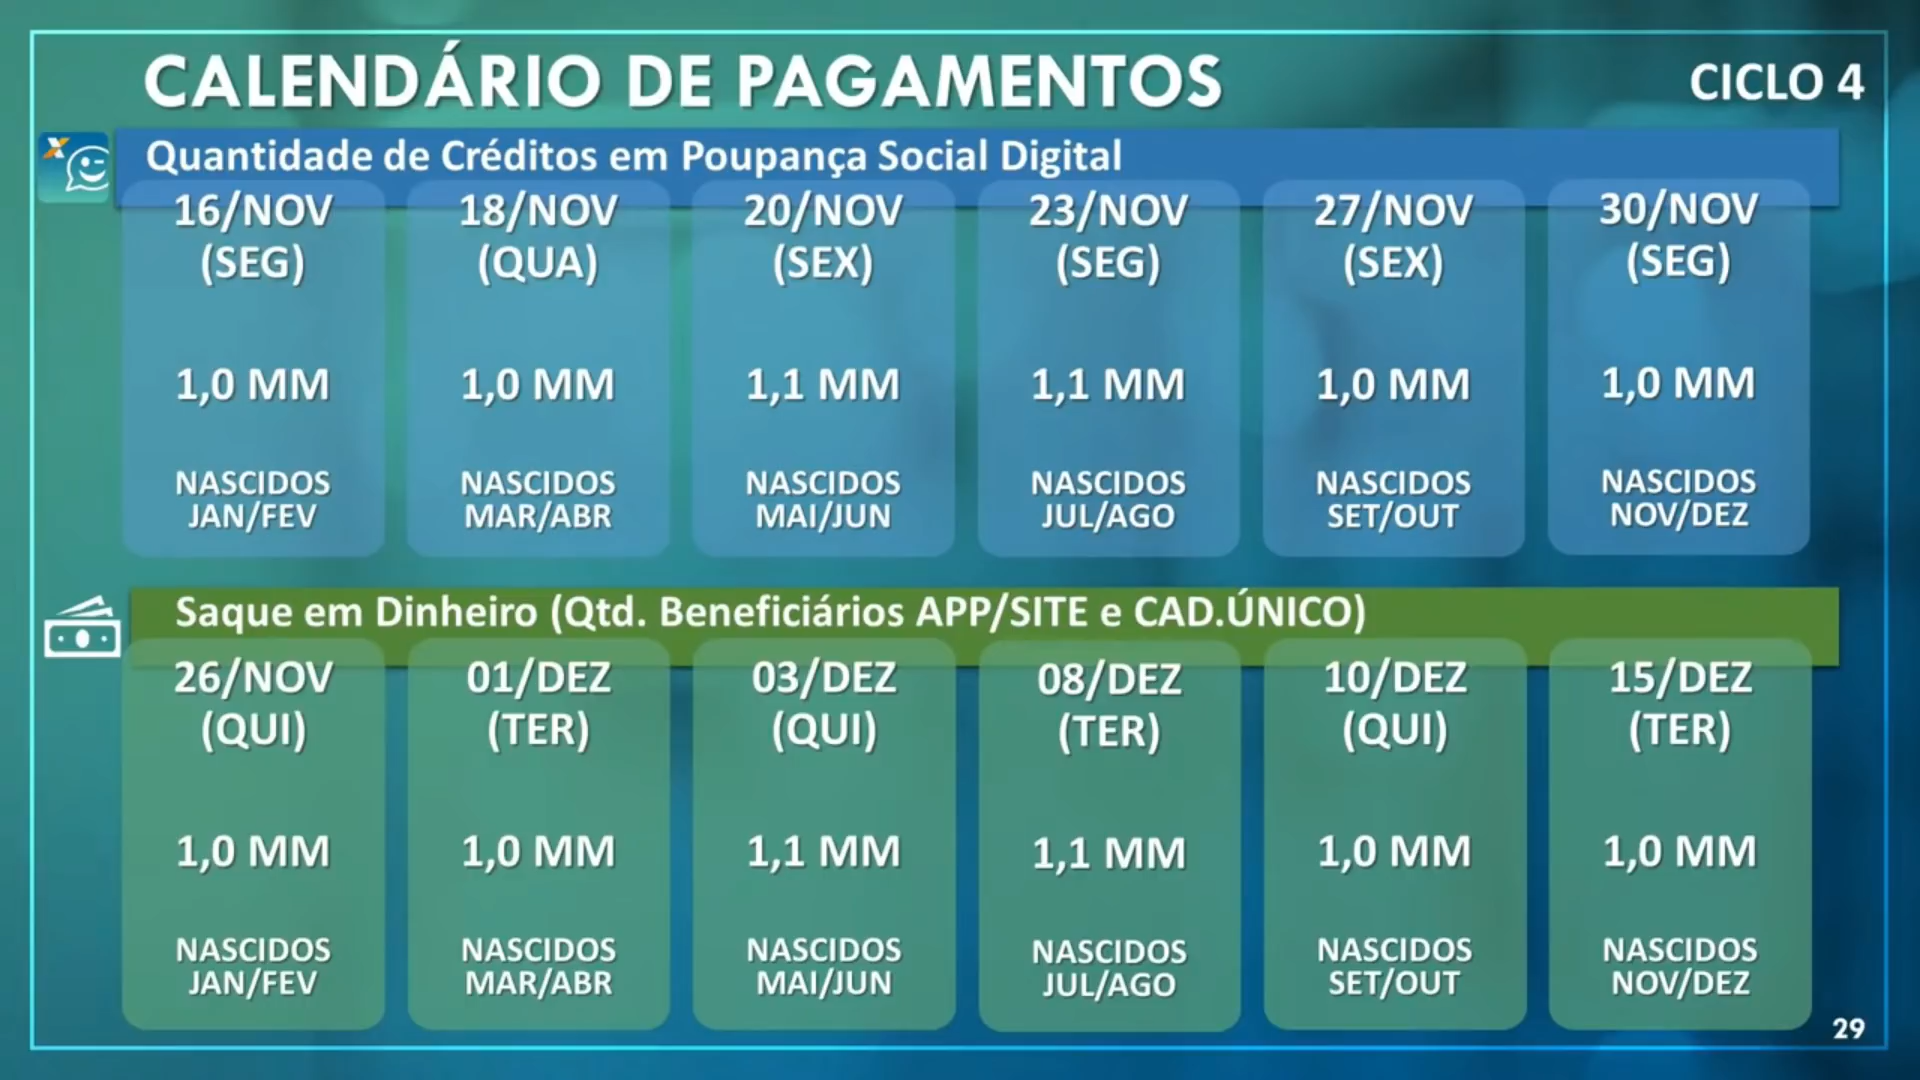 CALENDÁRIO DE PAGAMENTOS
CICLO 4
Quantidade de Créditos em Poupança Social Digital
16/NOV
(SEG)
1,0 MM
NASCIDOS
JAN/FEV
18/NOV
(QUA)
1,0 MM
NASCIDOS
MAR/ABR
20/NOV
(SEX)
1,1 MM
NASCIDOS
MAI/JUN
23/NOV
(SEG)
1,1 MM
NASCIDOS
JUL/AGO
27/NOV
(SEX)
1,0 MM
NASCIDOS
SET/OUT
30/NOV
(SEG)
1,0 MM
NASCIDOS
NOV/DEZ
Saque em Dinheiro (Qtd. Beneficiários APP/SITE e CAD.ÚNICO)
26/NOV
(QUI)
1,0 MM
NASCIDOS
JAN/FEV
01/DEZ
(TER)
1,0 MM
NASCIDOS
MAR/ABR
03/DEZ
(QUI)
1,1 MM
NASCIDOS
MAI/JUN
08/DEZ
(TER)
1,1 MM
NASCIDOS
JUL/AGO
10/DEZ
(QUI)
1,0 MM
NASCIDOS
SET/OUT
15/DEZ
(TER)
1,0 MM
NASCIDOS
NOV/DEZ
29